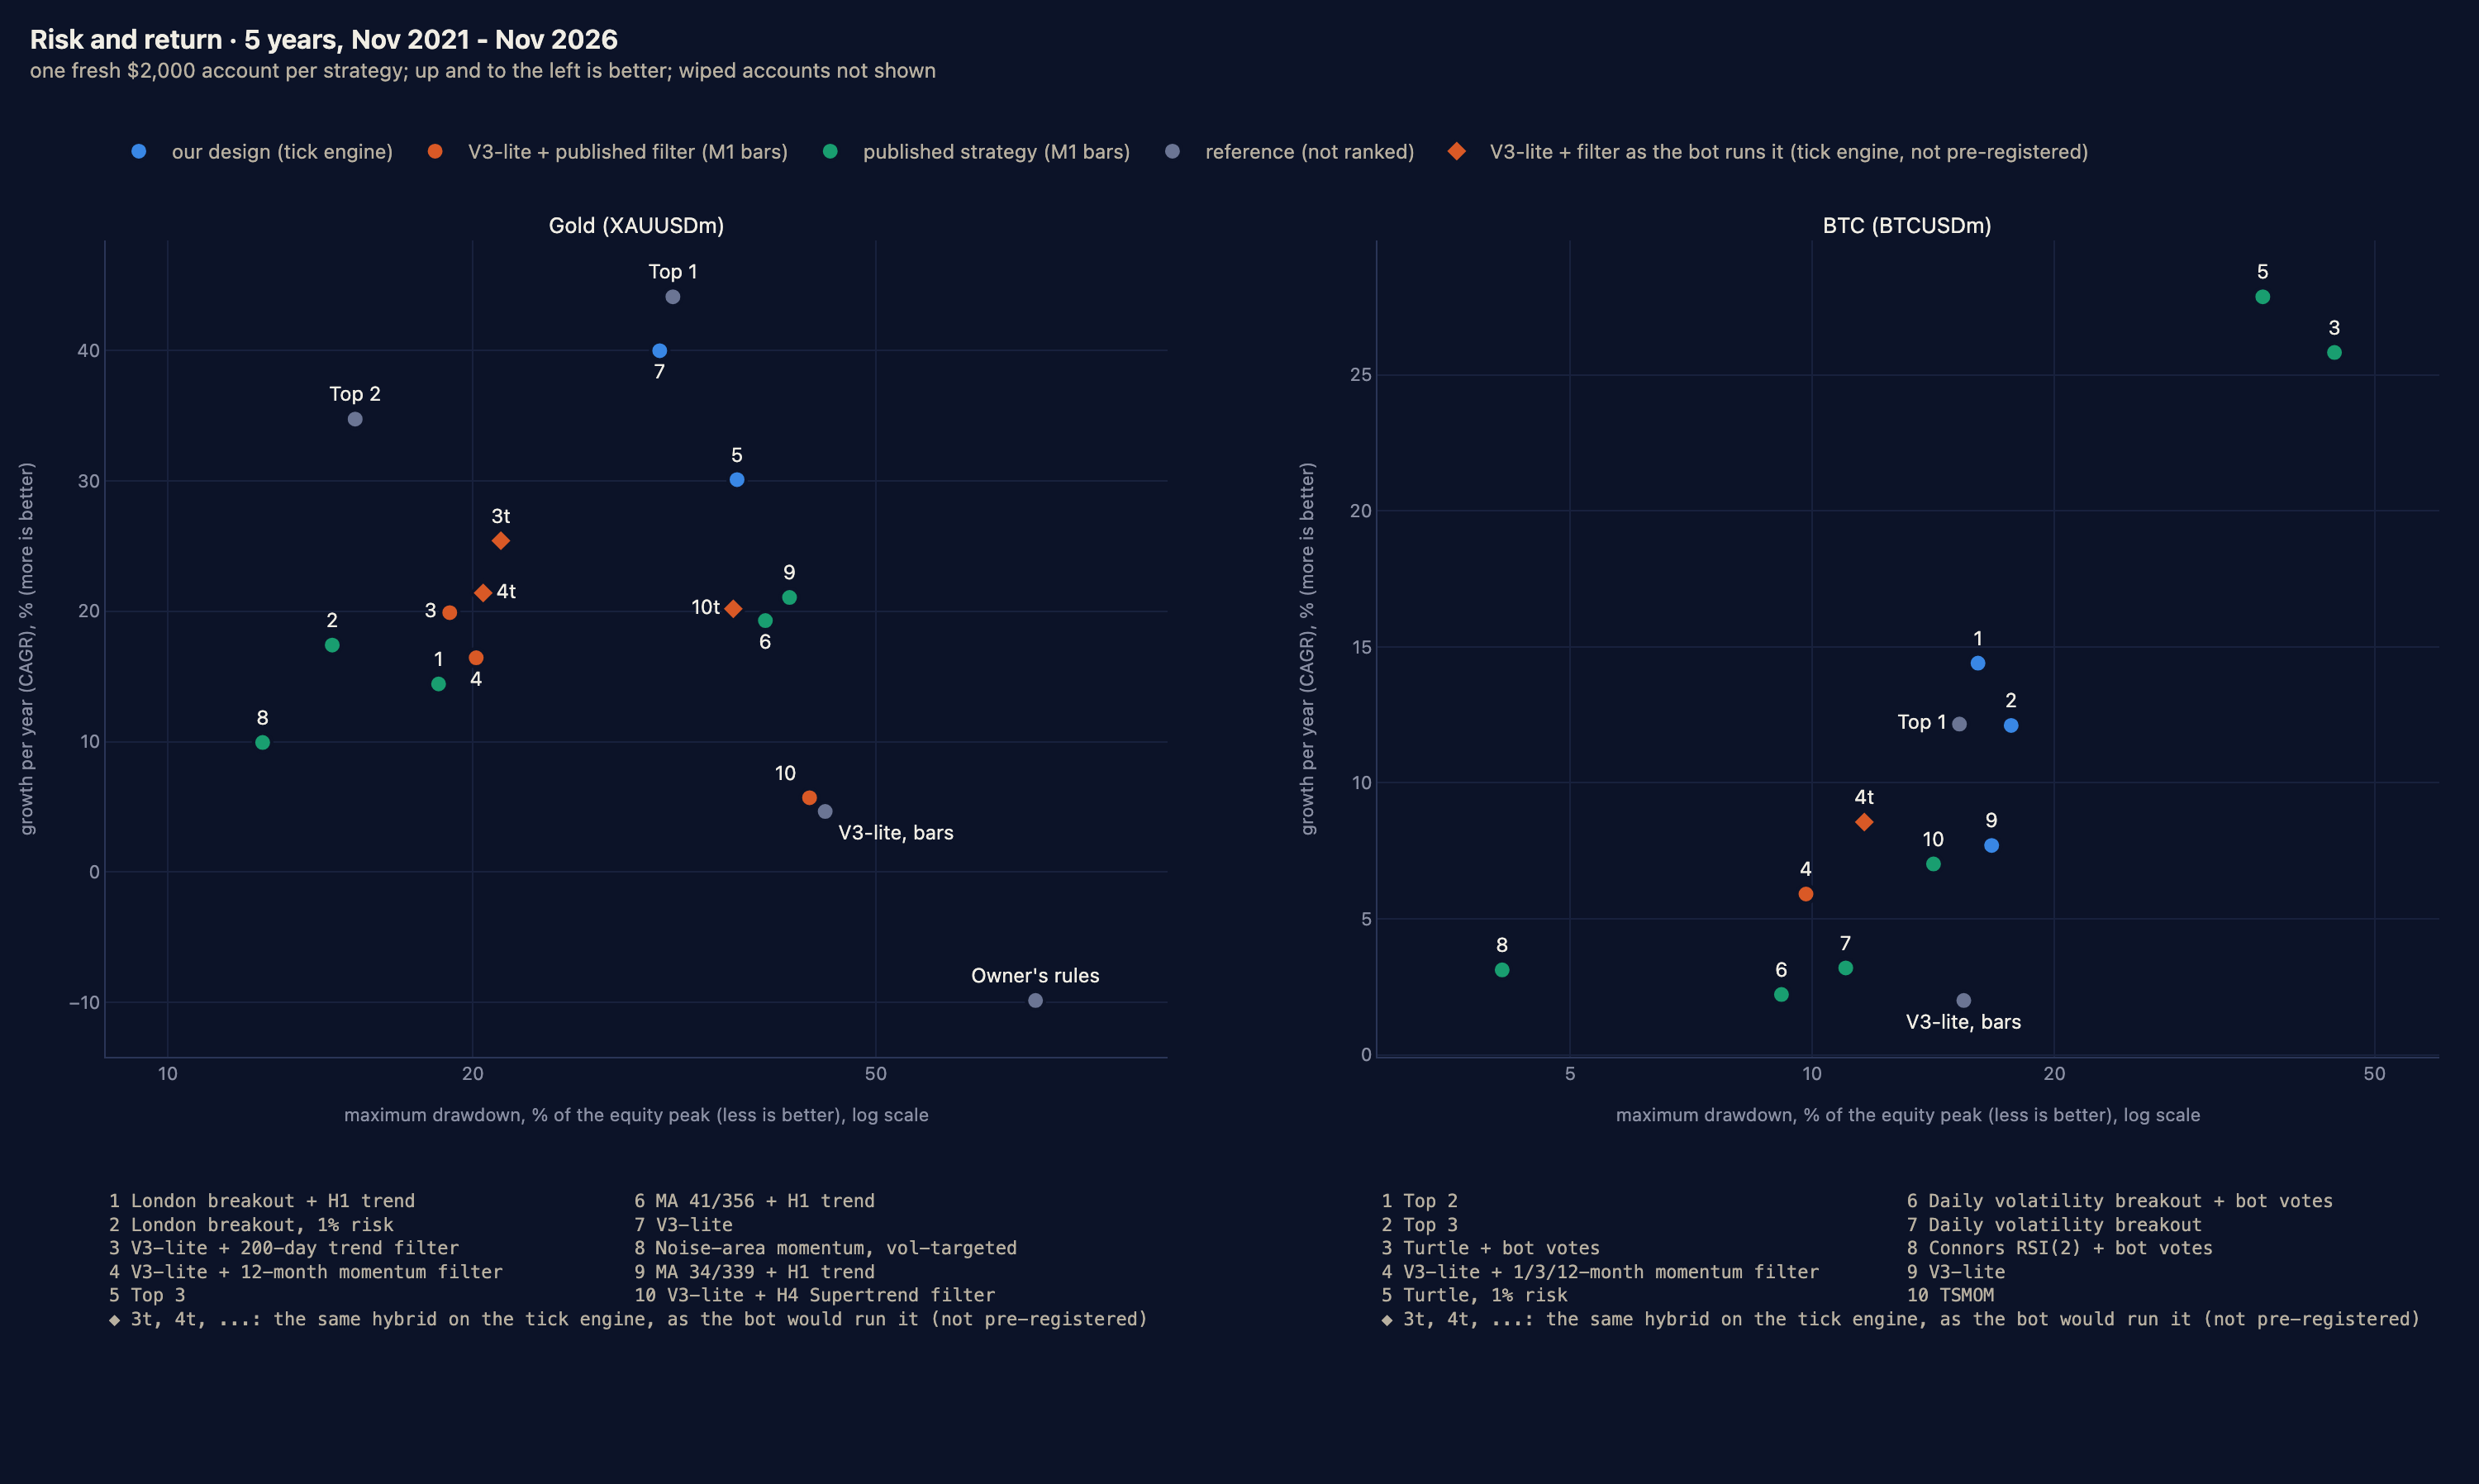 Risk and return · 5 years, Nov 2021 - Nov 2026
one fresh $2,000 account per strategy; up and to the left is better; wiped accounts not shown
our design (tick engine)
V3-lite + published filter (M1 bars)
published strategy (M1 bars)
reference (not ranked)
V3-lite + filter as the bot runs it (tick engine, not pre-registered)
Gold (XAUUSDm)
growth per year (CAGR), % (more is better)
40
30
20
10
0
−10
Top 1
7
Top 2
5
3t
4t
9
3
10t
2
6
1
4
8
10
V3-lite, bars
Owner's rules
10
20
50
maximum drawdown, % of the equity peak (less is better), log scale
1 London breakout + H1 trend
2 London breakout, 1% risk
3 V3-lite + 200-day trend filter
4 V3-lite + 12-month momentum filter
5 Top 3
6 MA 41/356 + H1 trend
7 V3-lite
8 Noise-area momentum, vol-targeted
9 MA 34/339 + H1 trend
10 V3-lite + H4 Supertrend filter
◆ 3t, 4t, ...: the same hybrid on the tick engine, as the bot would run it (not pre-registered)
BTC (BTCUSDm)
growth per year (CAGR), % (more is better)
25
20
15
10
5
0
5
3
1
2
Top 1
4t
9
10
4
8
7
6
V3-lite, bars
5
10
20
50
maximum drawdown, % of the equity peak (less is better), log scale
1 Top 2
2 Top 3
3 Turtle + bot votes
4 V3-lite + 1/3/12-month momentum filter
5 Turtle, 1% risk
6 Daily volatility breakout + bot votes
7 Daily volatility breakout
8 Connors RSI(2) + bot votes
9 V3-lite
10 TSMOM
◆ 3t, 4t, ...: the same hybrid on the tick engine, as the bot would run it (not pre-registered)